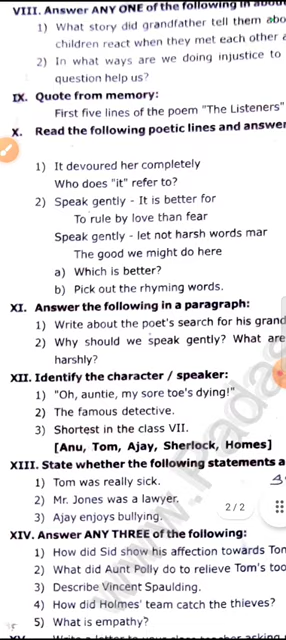 VIII. Answer ANY ONE of the following in about
1) What story did grandfather tell them abo
children react when they met each other a
2) In what ways are we doing injustice to
question help us?
IX. Quote from memory:
First five lines of the poem "The Listeners"
X. Read the following poetic lines and answer
1) It devoured her completely
Who does "it" refer to?
2) Speak gently - It is better for
To rule by love than fear
Speak gently - let not harsh words mar
The good we might do here
a) Which is better?
b) Pick out the rhyming words.
XI. Answer the following in a paragraph:
1) Write about the poet's search for his grand
2) Why should we speak gently? What are
harshly?
XII. Identify the character / speaker:
1) "Oh, auntie, my sore toe's dying!"
2) The famous detective.
3) Shortest in the class VII.
[Anu, Tom, Ajay, Sherlock, Homes]
XIII. State whether the following statements a
1) Tom was really sick.
2) Mr. Jones was a lawyer.
2/2
3) Ajay enjoys bullying.
XIV. Answer ANY THREE of the following:
1) How did Sid show his affection towards Tom
2) What did Aunt Polly do to relieve Tom's too
3) Describe Vincent Spaulding.
4) How did Holmes' team catch the thieves?
5) What is empathy?
www.Padas